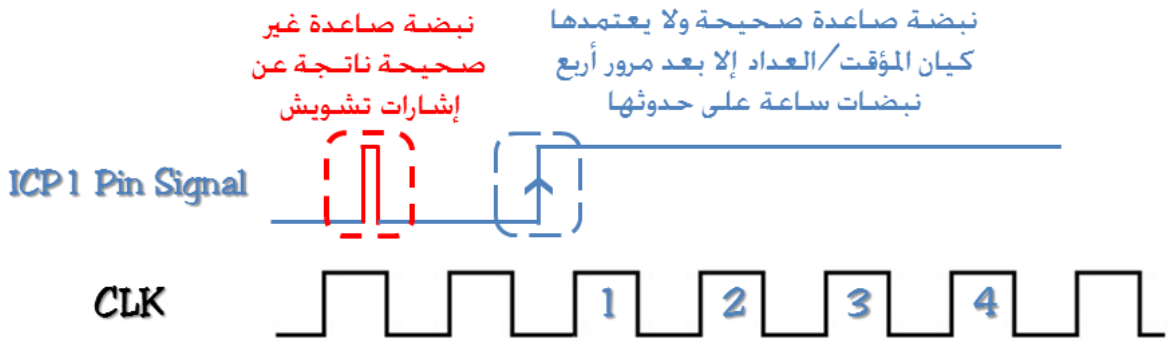 نبضة صاعدة غير
صحيحة ناتجة عن
إشارات تشويش
نبضة صاعدة صحيحة ولا يعتمدها
كيان المؤقت/العداد إلا بعد مرور أربع
نبضات ساعة على حدوثها
ICP1 Pin Signal
CLK
1 2 3 4